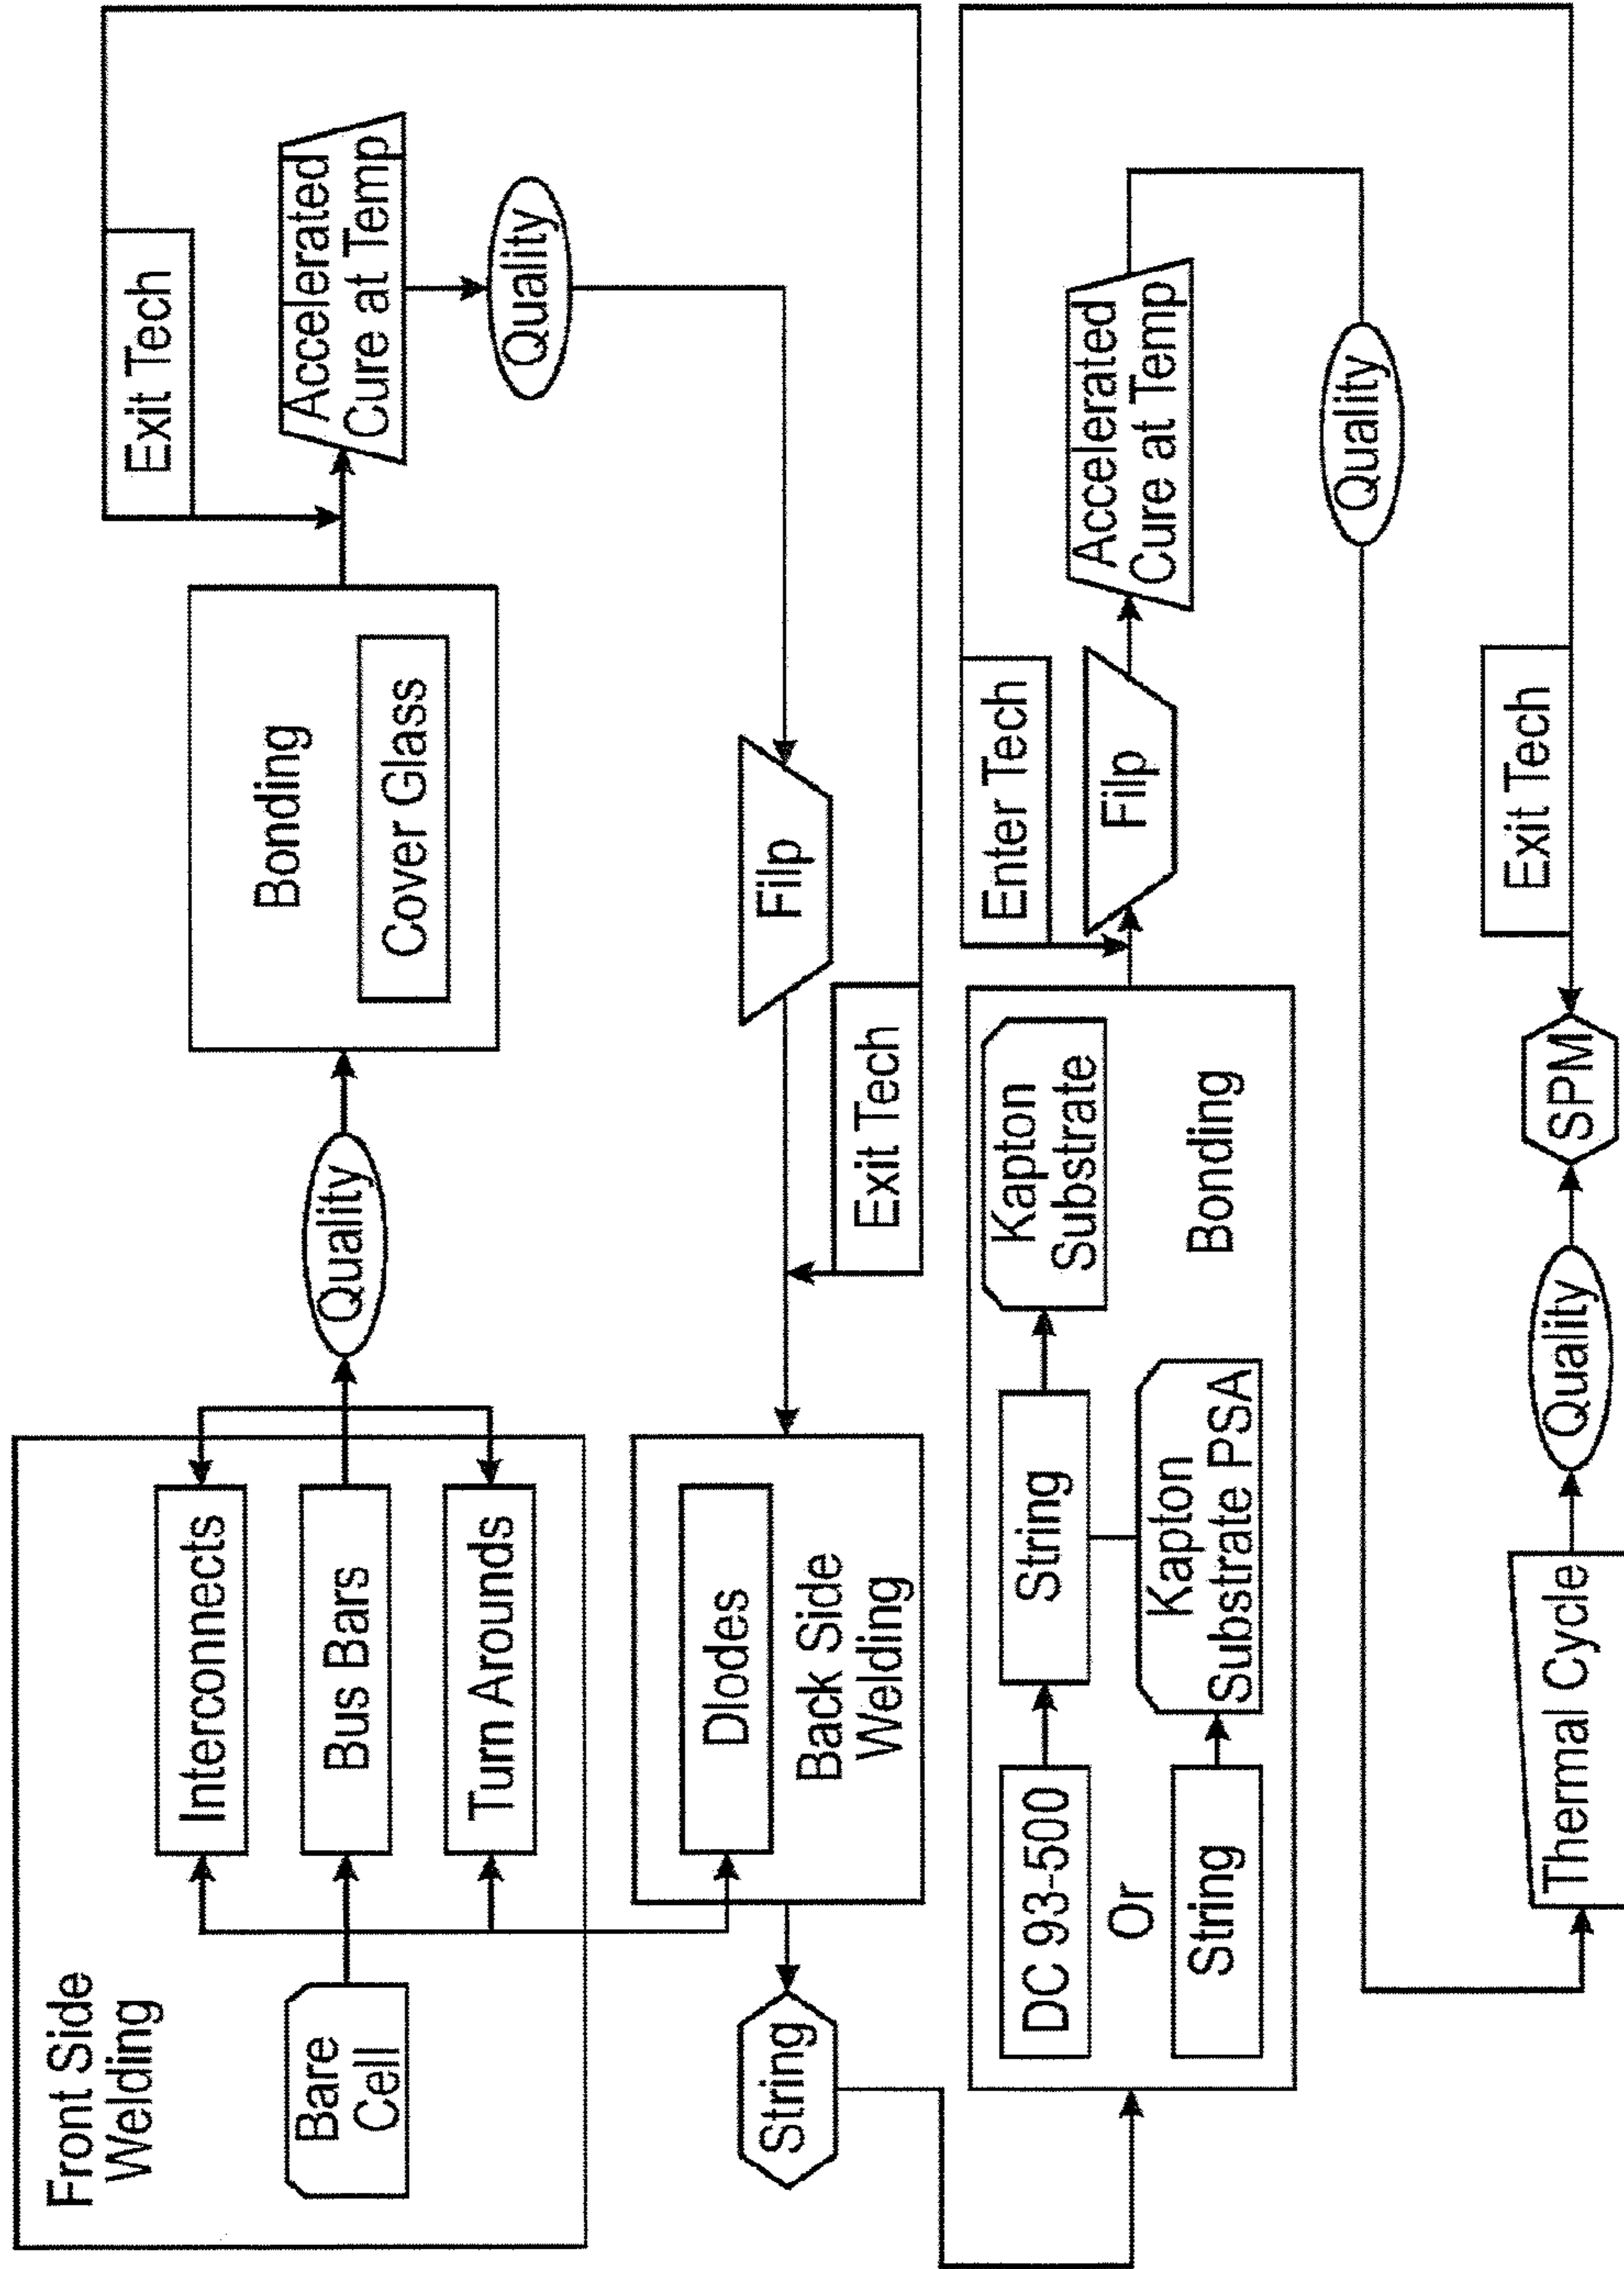 Front Side
Welding
Bare
Cell
Interconnects
Bus Bars
Turn Arounds
Quality
Bonding
Cover Glass
Exit Tech
Accelerated
Cure at Temp
Quality
Filp
Exit Tech
Dlodes
Back Side
Welding
String
DC 93-500
Or
String
String
Kapton
Substrate PSA
Kapton
Substrate
Bonding
Enter Tech
Filp
Accelerated
Cure at Temp
Quality
Thermal Cycle
Quality
SPM
Exit Tech